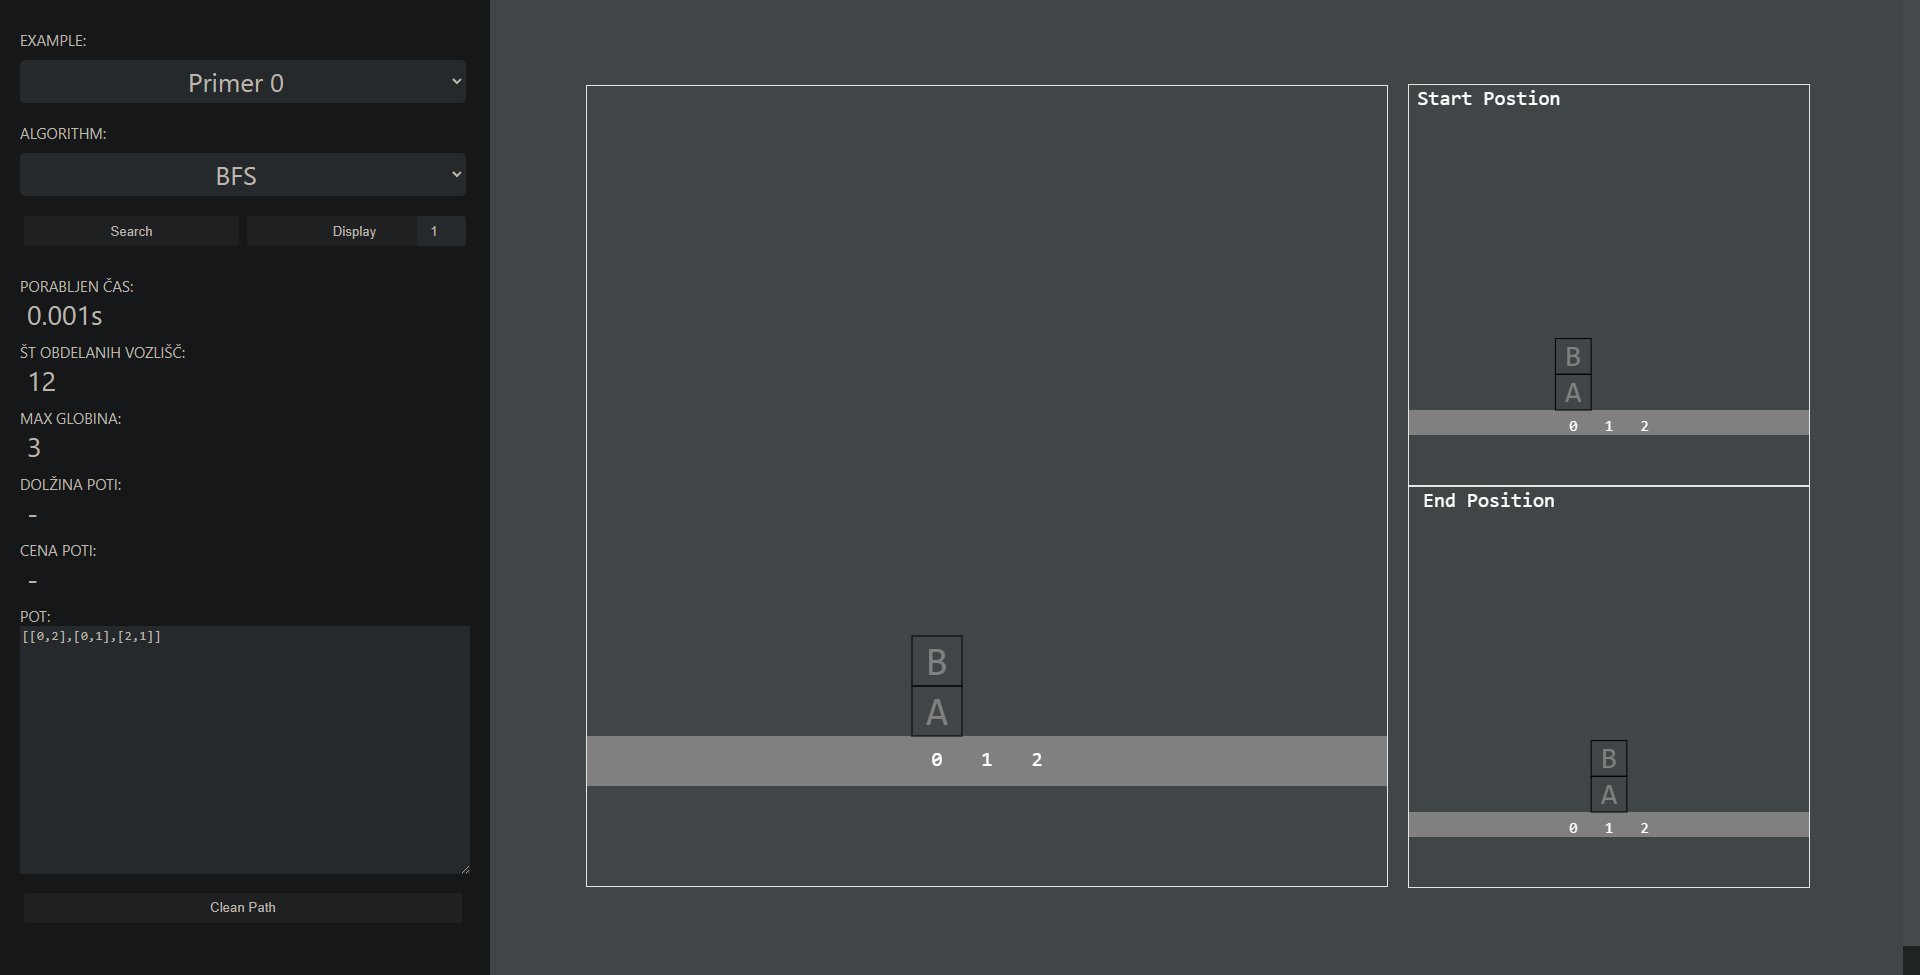 EXAMPLE:
Primer 0
ALGORITHM:
BFS
Search
Display
1
PORABLJEN ČAS:
0.001s
ŠT OBDELANIH VOZLIŠČ:
12
MAX GLOBINA:
3
DOLŽINA POTI:
-
CENA POTI:
-
POT:
[[0,2],[0,1],[2,1]]
Clean Path
B
A
0 1 2
Start Postion
B
A
0 1 2
End Position
B
A
0 1 2